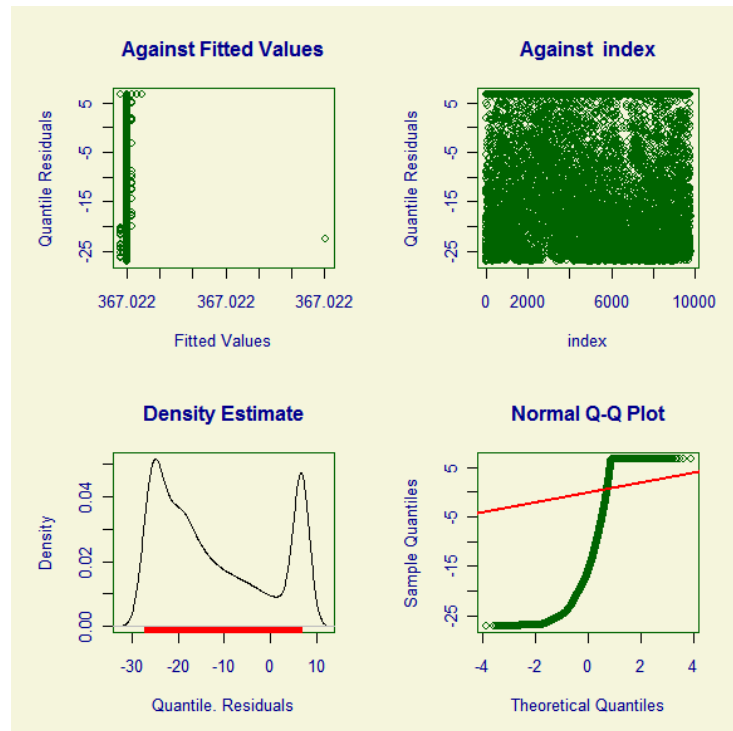 Against Fitted Values
Quantile Residuals
5
-5
-15
-25
367.022 367.022 367.022
Fitted Values
Against index
Quantile Residuals
5
-5
-15
-25
0 2000 6000 10000
index
Density Estimate
Density
0.04
0.02
0.00
-30 -20 -10 0 10
Quantile. Residuals
Normal Q-Q Plot
Sample Quantiles
5
-5
-15
-25
-4 -2 0 2 4
Theoretical Quantiles